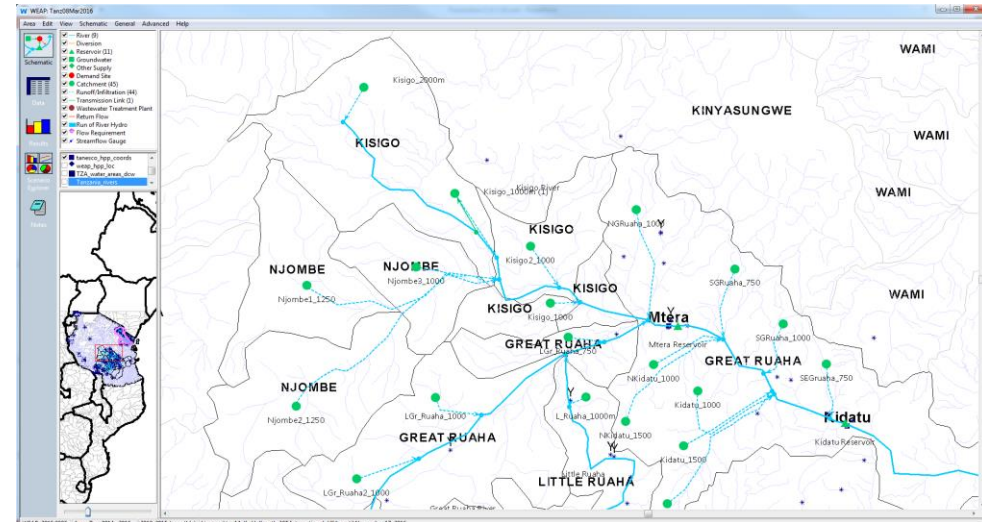 WEAP: Tanz08Mar2016
Area Edit View Schematic General Advanced Help
Schematic
Data
Results
Scenario Explorer
Notes
River (9)
Diversion
Reservoir (11)
Groundwater
Other Supply
Demand Site
Catchment (45)
Runoff/Infiltration (44)
Transmission Link (1)
Wastewater Treatment Plant
Return Flow
Run of River Hydro
Flow Requirement
Streamflow Gauge
tanesco_hpp_coords
weap_hpp_loc
TZA_water_areas_dcw
Tanzania_rivers
WAMI
Kisigo_2000m
KINYASUNGWE
WAMI
KISIGO
Kisigo_1000m (1)
Kisigo River
WAMI
NGRuaha_1000
Y
KISIGO
Kisigo2_1000
NJOMBE
NJOMBE
Njombe3_1000
SGRuaha_750
Njombe1_1250
KISIGO
KISIGO
WAMI
Kisigo_1000
Y
Mtera
SGRuaha_1000
Mtera Reservoir
GREAT RUAHA
LGr_Ruaha_750
GREAT RUAHA
NKidatu_1000
SEGruaha_750
NJOMBE
Njombe2_1250
Y
LGr_Ruaha_1000
L_Ruaha_1000m
Kidatu_1000
Kidatu
GREAT RUAHA
NKidatu_1500
Kidatu Reservoir
Kidatu_1500
Little Ruaha
LITTLE RUAHA
LGr_Ruaha2_1000
Great Ruaha River